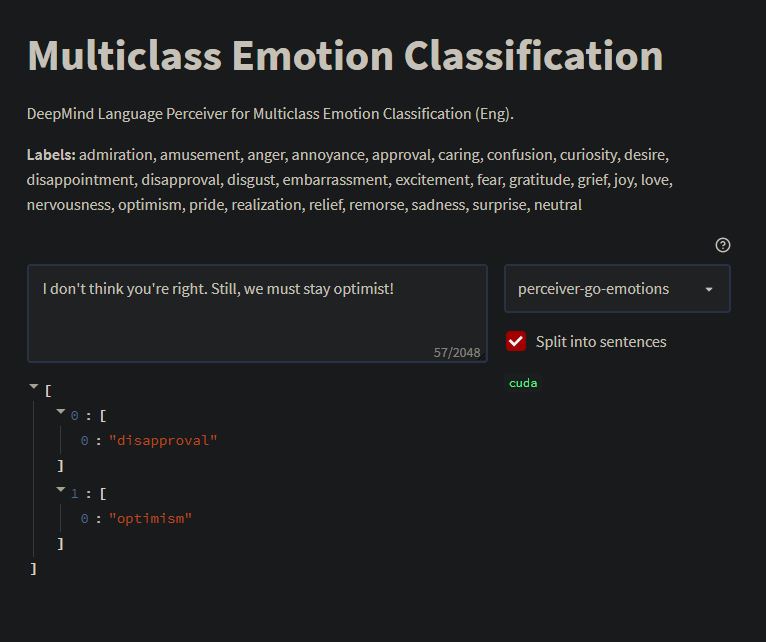 Multiclass Emotion Classification
DeepMind Language Perceiver for Multiclass Emotion Classification (Eng).
Labels: admiration, amusement, anger, annoyance, approval, caring, confusion, curiosity, desire,
disappointment, disapproval, disgust, embarrassment, excitement, fear, gratitude, grief, joy, love,
nervousness, optimism, pride, realization, relief, remorse, sadness, surprise, neutral
I don't think you're right. Still, we must stay optimist!
57/2048
perceiver-go-emotions
Split into sentences
cuda
[
0 : [
0 : "disapproval"
]
1 : [
0 : "optimism"
]
]